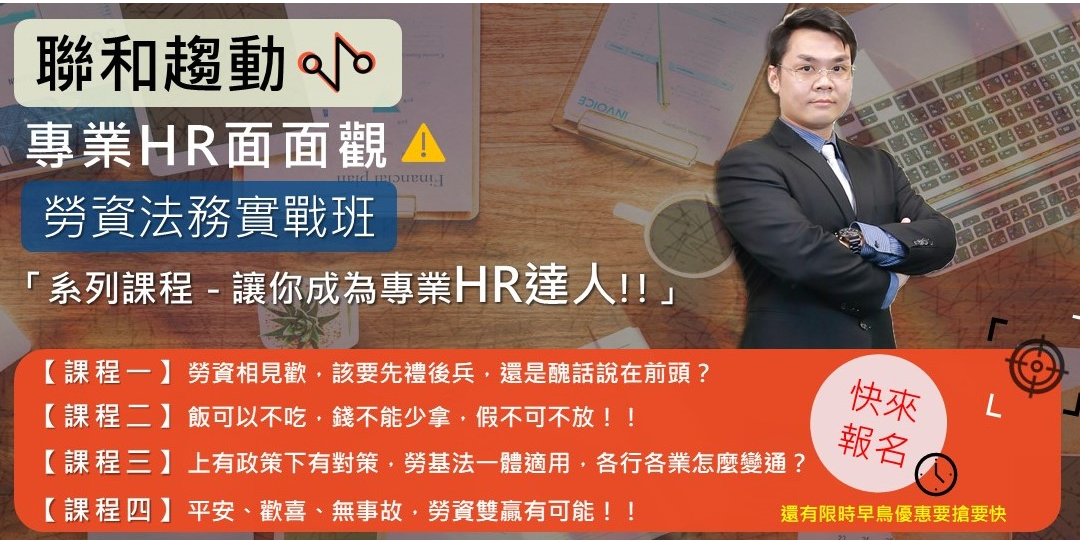 聯和趨動
專業HR面面觀
勞資法務實戰班
「系列課程 - 讓你成為專業HR達人!!」
【課程一】勞資相見歡，該要先禮後兵，還是醜話說在前頭？
【課程二】飯可以不吃，錢不能少拿，假不可不放！！
【課程三】上有政策下有對策，勞基法一體適用，各行各業怎麼變通？
【課程四】平安、歡喜、無事故，勞資雙贏有可能！！
快來
報名
還有限時早鳥優惠要搶要快
INVOICE
Financial plan